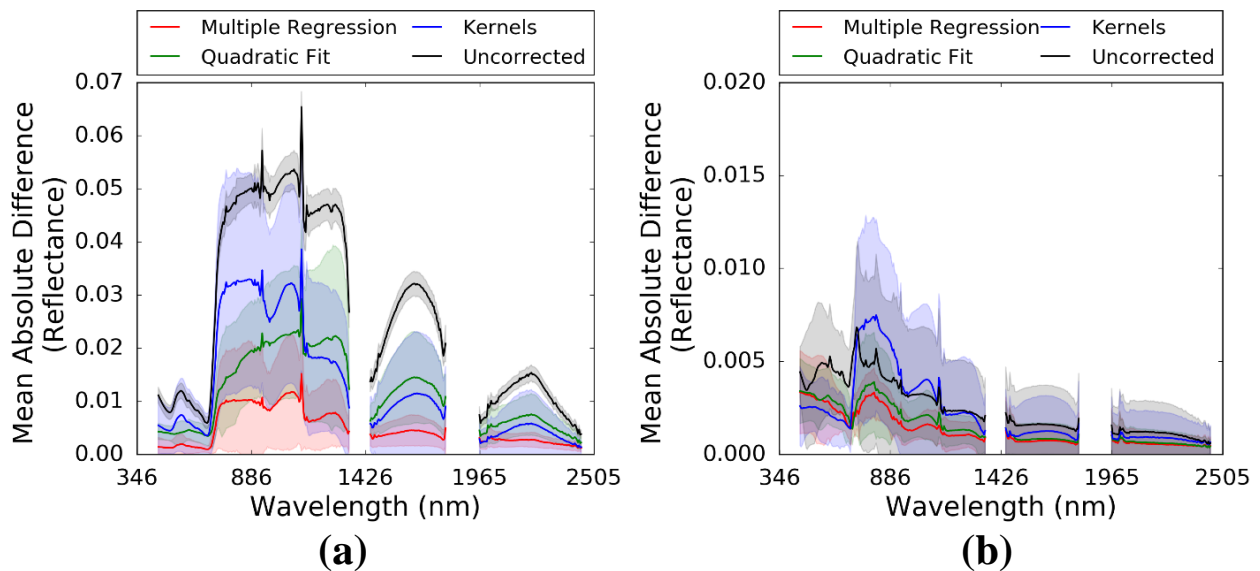 Multiple Regression Kernels
Quadratic Fit Uncorrected
0.07
0.06
0.05
0.04
0.03
0.02
0.01
0.00
Mean Absolute Difference
(Reflectance)
346 886 1426 1965 2505
Wavelength (nm)
(a)
Multiple Regression Kernels
Quadratic Fit Uncorrected
0.020
0.015
0.010
0.005
0.000
Mean Absolute Difference
(Reflectance)
346 886 1426 1965 2505
Wavelength (nm)
(b)